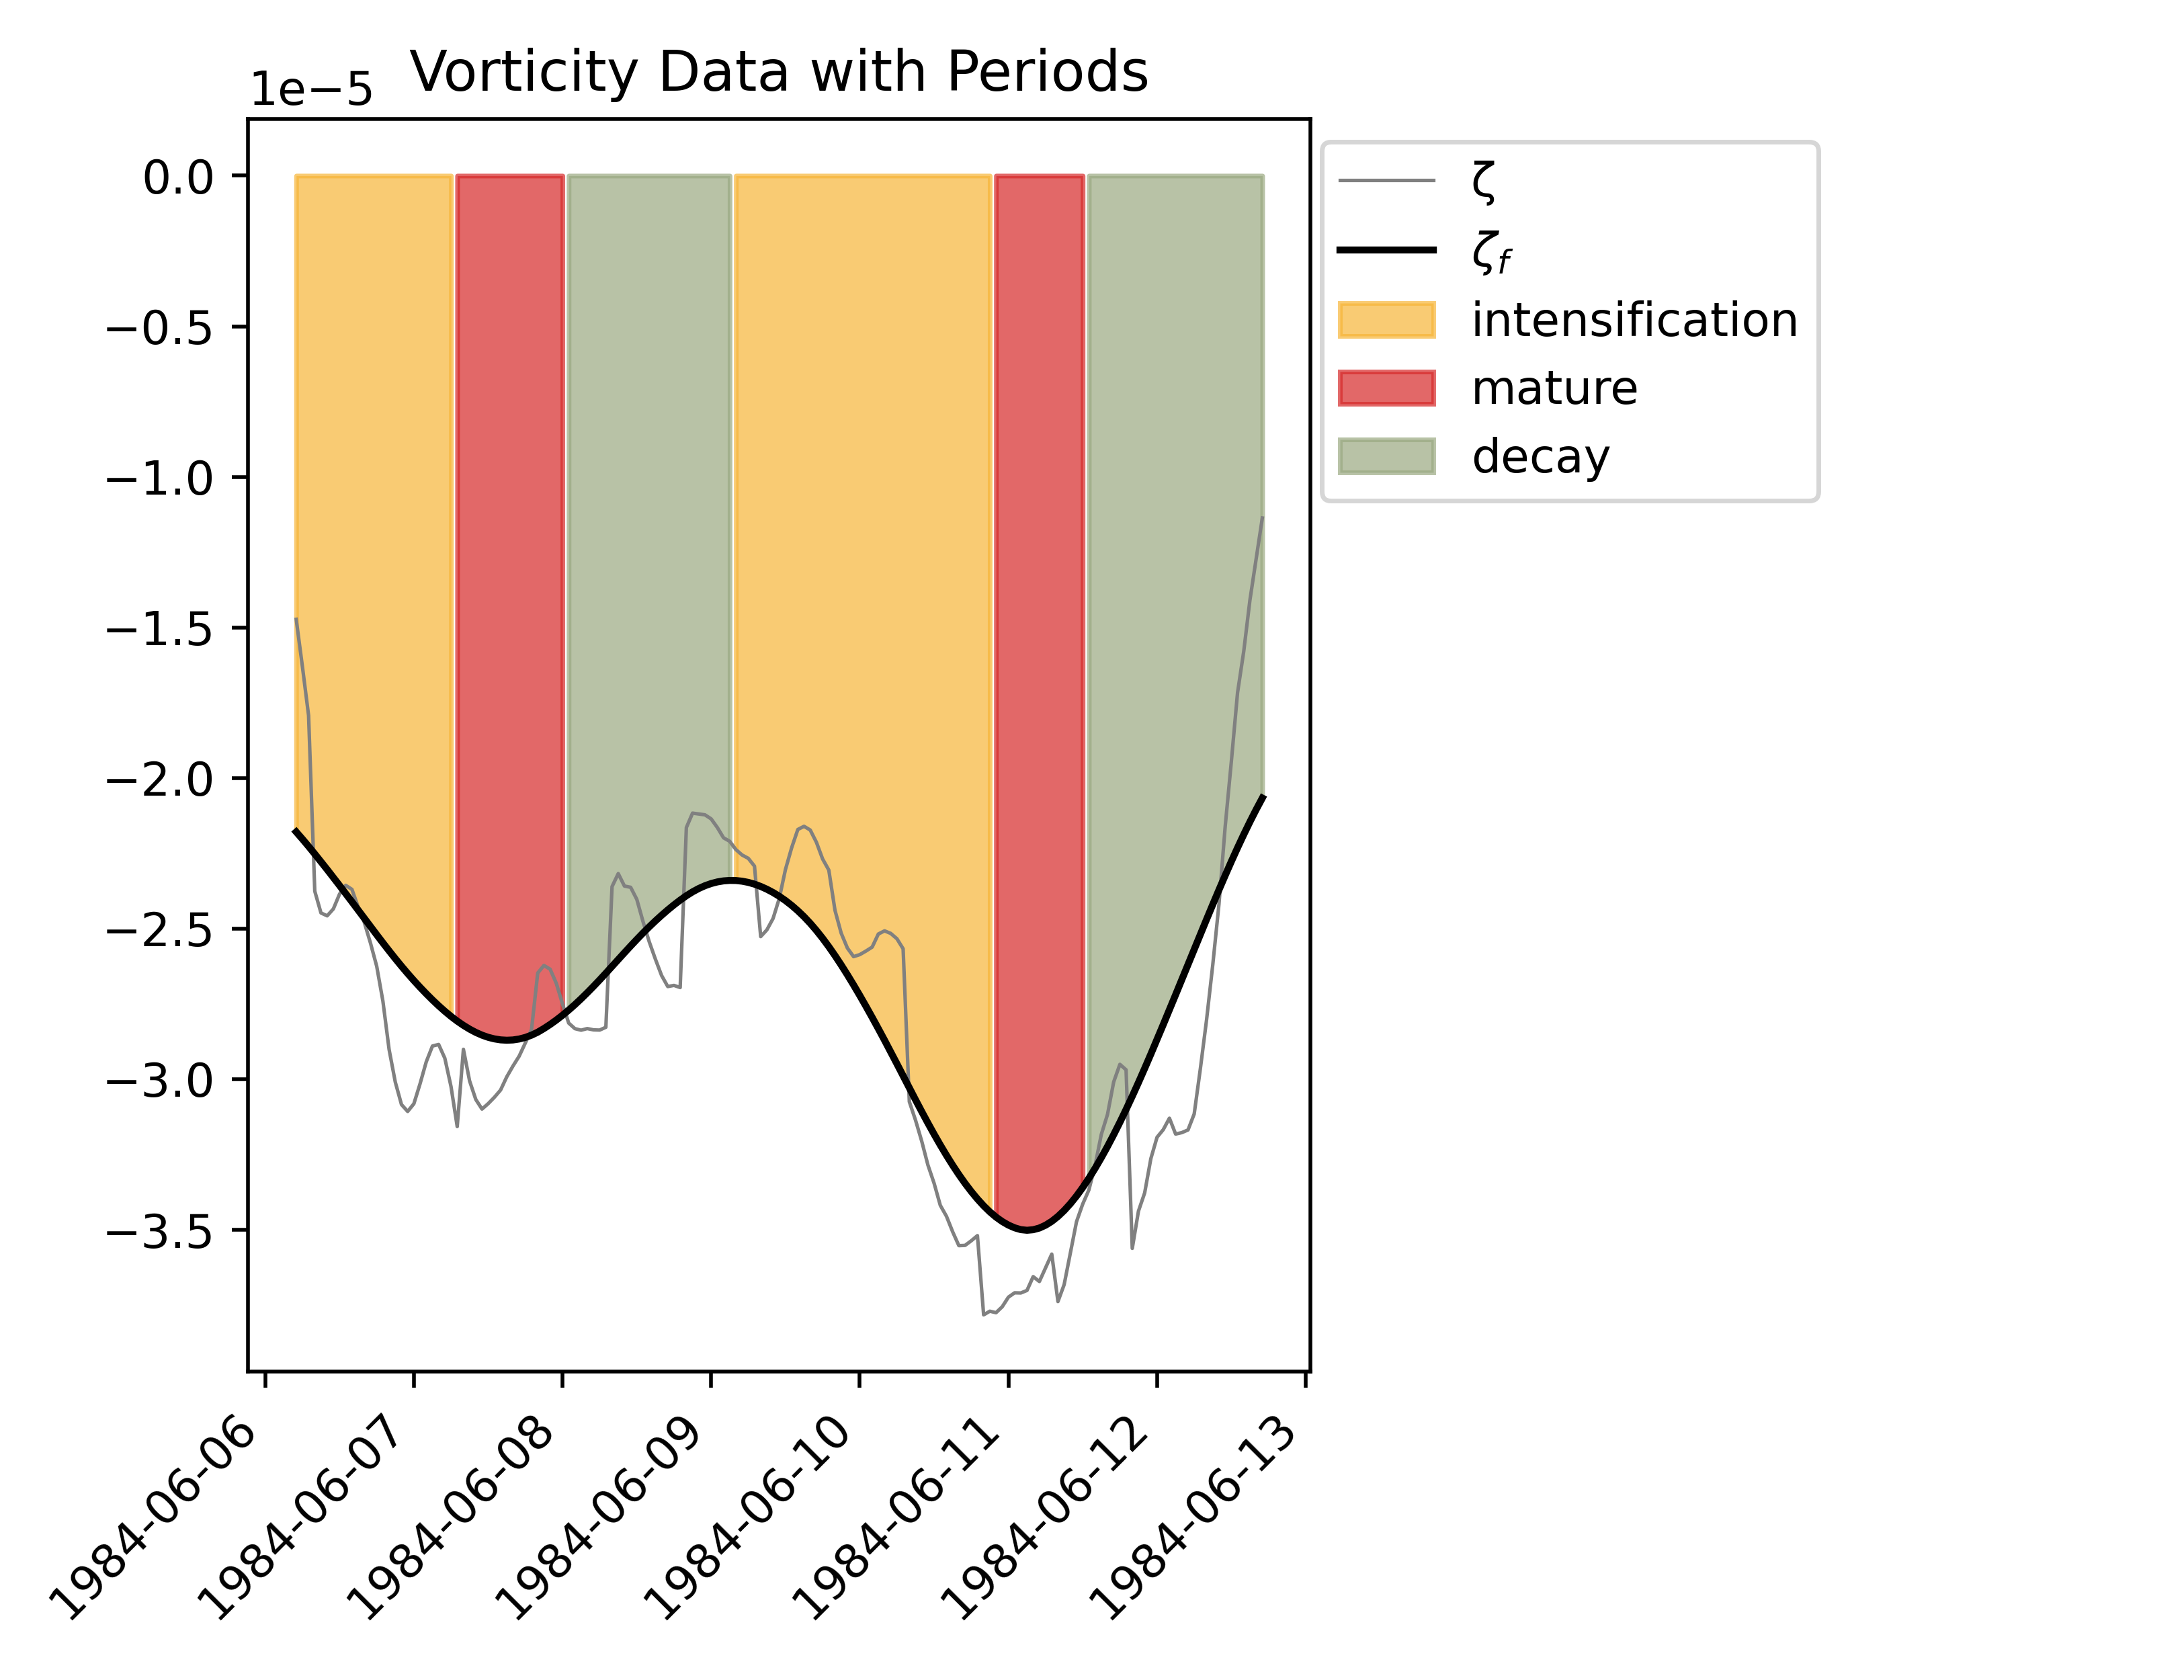 Vorticity Data with Periods
1e−5
0.0
−0.5
−1.0
−1.5
−2.0
−2.5
−3.0
−3.5
1984-06-06
1984-06-07
1984-06-08
1984-06-09
1984-06-10
1984-06-11
1984-06-12
1984-06-13
ζ
ζ_f
intensification
mature
decay